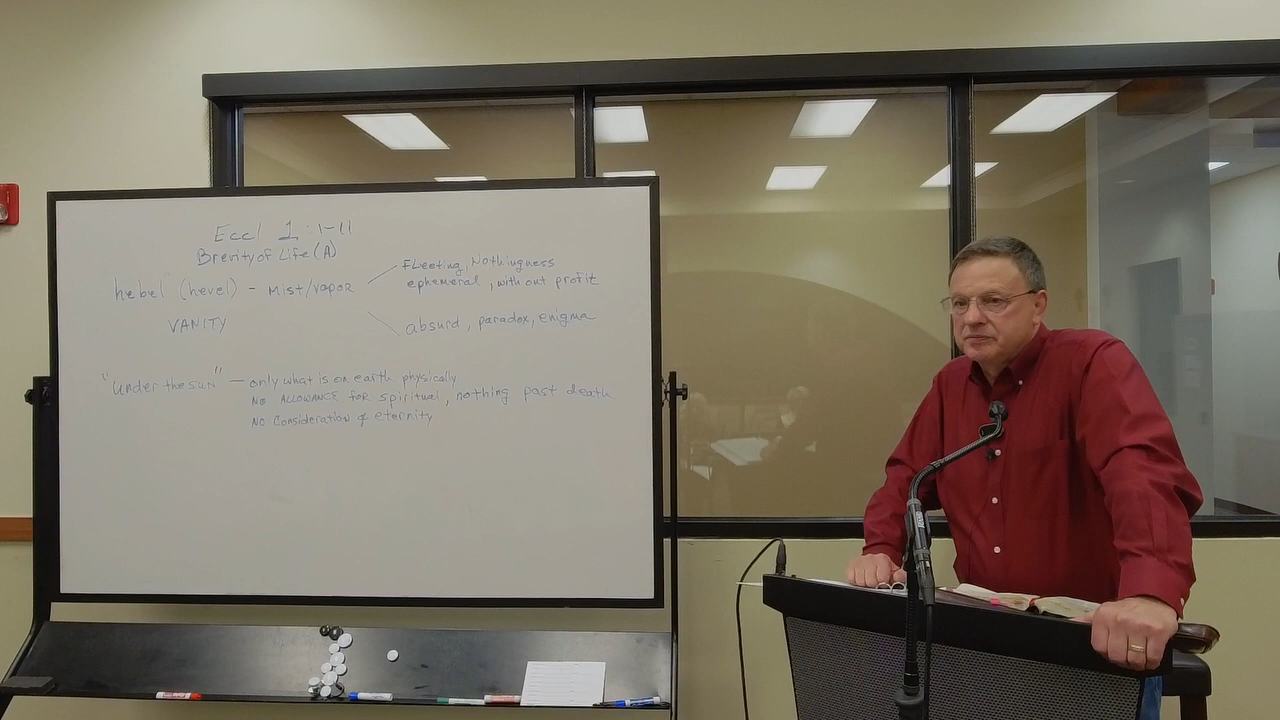 Eccl 1:1-11
Brevity of Life (A)
hebel (hevel) - Mist/vapor
Fleeting, Nothingness
ephemeral, without profit
VANITY
absurd, paradox, enigma
"under the sun" - only what is on earth physically
NO ALLOWANCE for spiritual, nothing past death
NO Consideration of eternity